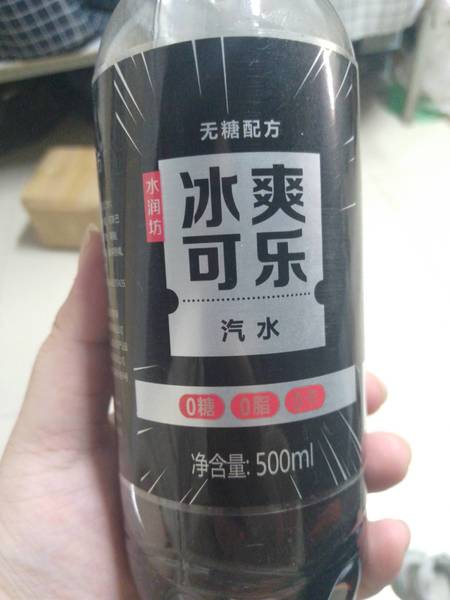 无糖配方
水润坊
冰爽
可乐
汽水
0糖 0脂
净含量: 500ml